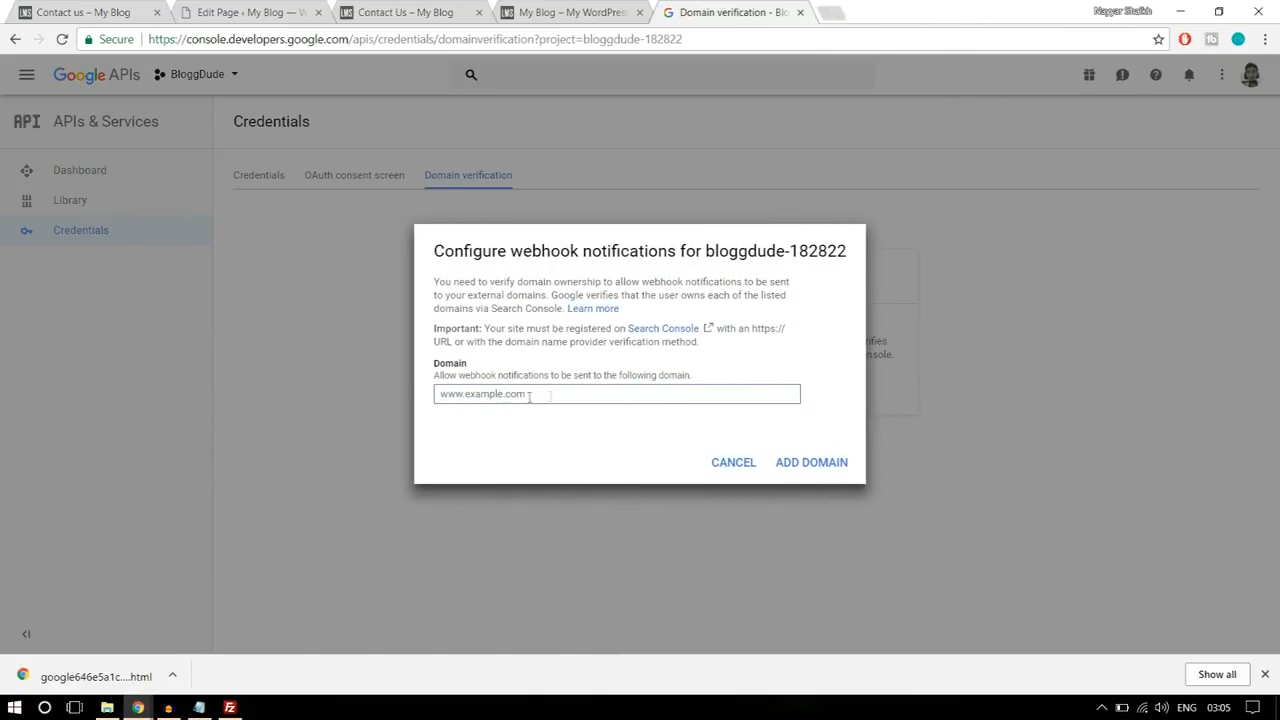 Contact us – My Blog
Edit Page ‹ My Blog — W
Contact Us – My Blog
My Blog – My WordPress
Domain verification - Blo
Nayyar Shaikh
Secure
https://console.developers.google.com/apis/credentials/domainverification?project=bloggdude-182822
Google APIs
BloggDude
API
APIs & Services
Credentials
Dashboard
Library
Credentials
Credentials
OAuth consent screen
Domain verification
Configure webhook notifications for bloggdude-182822
You need to verify domain ownership to allow webhook notifications to be sent
to your external domains. Google verifies that the user owns each of the listed
domains via Search Console. Learn more
Important: Your site must be registered on Search Console with an https://
URL or with the domain name provider verification method.
Domain
Allow webhook notifications to be sent to the following domain.
www.example.com
CANCEL
ADD DOMAIN
ifies
nsole.
google646e5a1c....html
Show all
ENG
03:05